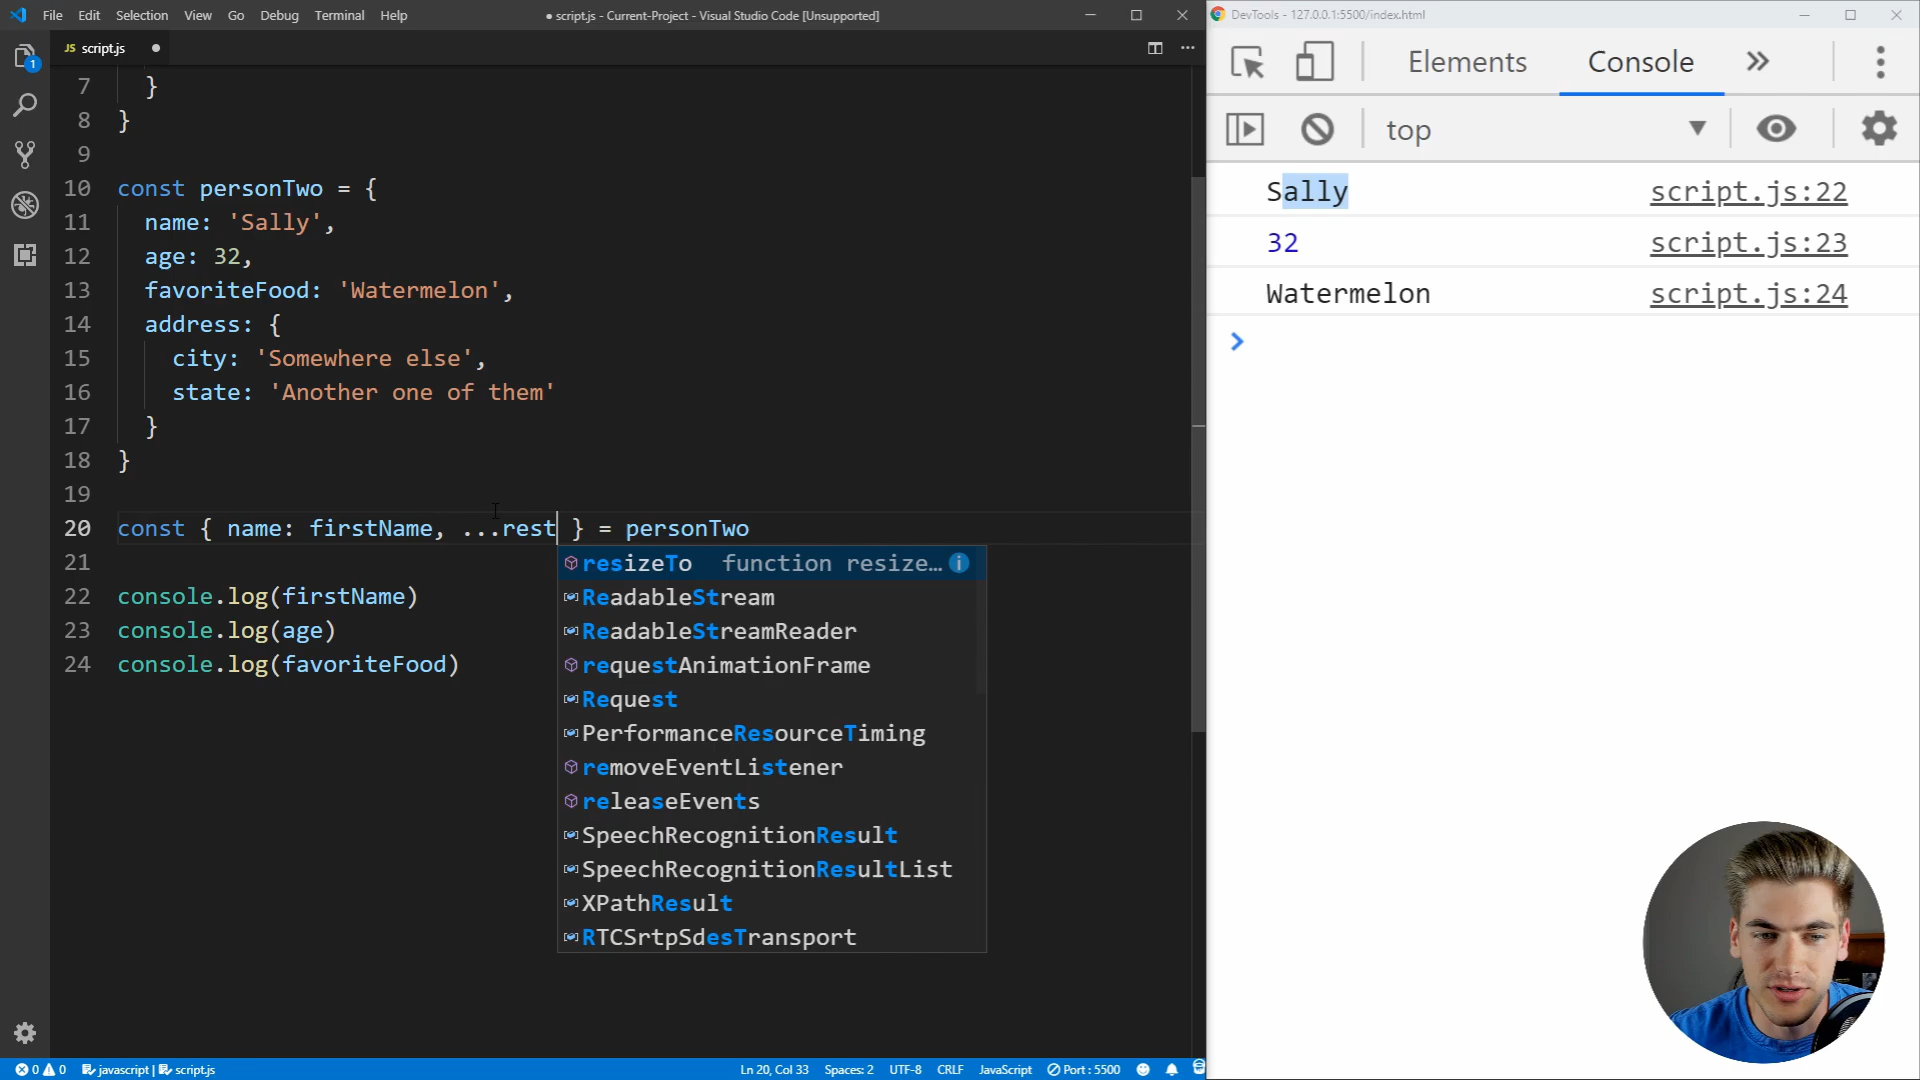 File Edit Selection View Go Debug Terminal Help
● script.js - Current-Project - Visual Studio Code [Unsupported]
JS script.js ●
1
7 }
8 }
9
10 const personTwo = {
11 name: 'Sally',
12 age: 32,
13 favoriteFood: 'Watermelon',
14 address: {
15 city: 'Somewhere else',
16 state: 'Another one of them'
17 }
18 }
19
20 const { name: firstName, ...rest } = personTwo
21
22 console.log(firstName)
23 console.log(age)
24 console.log(favoriteFood)
resizeTo function resize…
ReadableStream
ReadableStreamReader
requestAnimationFrame
Request
PerformanceResourceTiming
removeEventListener
releaseEvents
SpeechRecognitionResult
SpeechRecognitionResultList
XPathResult
RTCSrtpSdesTransport
0 0 javascript | script.js
Ln 20, Col 33 Spaces: 2 UTF-8 CRLF JavaScript Port : 5500
DevTools - 127.0.0.1:5500/index.html
Elements Console
top
Sally script.js:22
32 script.js:23
Watermelon script.js:24